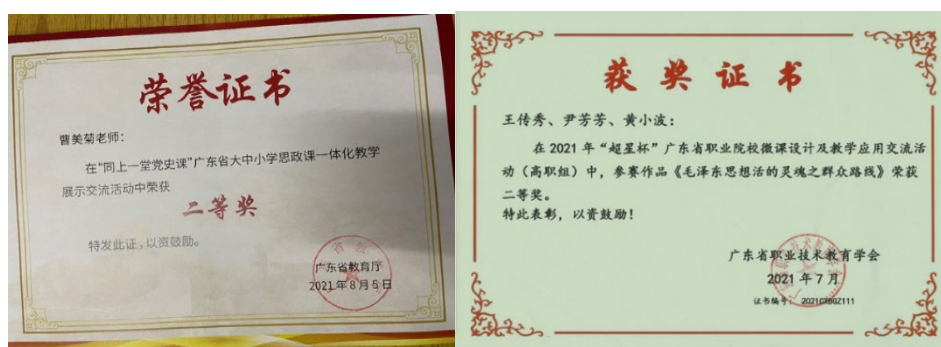 荣誉证书
曹美菊老师：
在“同上一堂党史课”广东省大中小学思政课一体化教学
展示交流活动中荣获
二等奖
特发此证，以资鼓励。
广东省教育厅
2021年8月5日
获奖证书
王传秀、尹芳芳、黄小波：
在 2021 年“超星杯”广东省职业院校微课设计及教学应用交流活
动（高职组）中，参赛作品《毛泽东思想活的灵魂之群众路线》荣获
二等奖。
特此表彰，以资鼓励！
广东省职业技术教育学会
2021 年 7 月
证书编号：